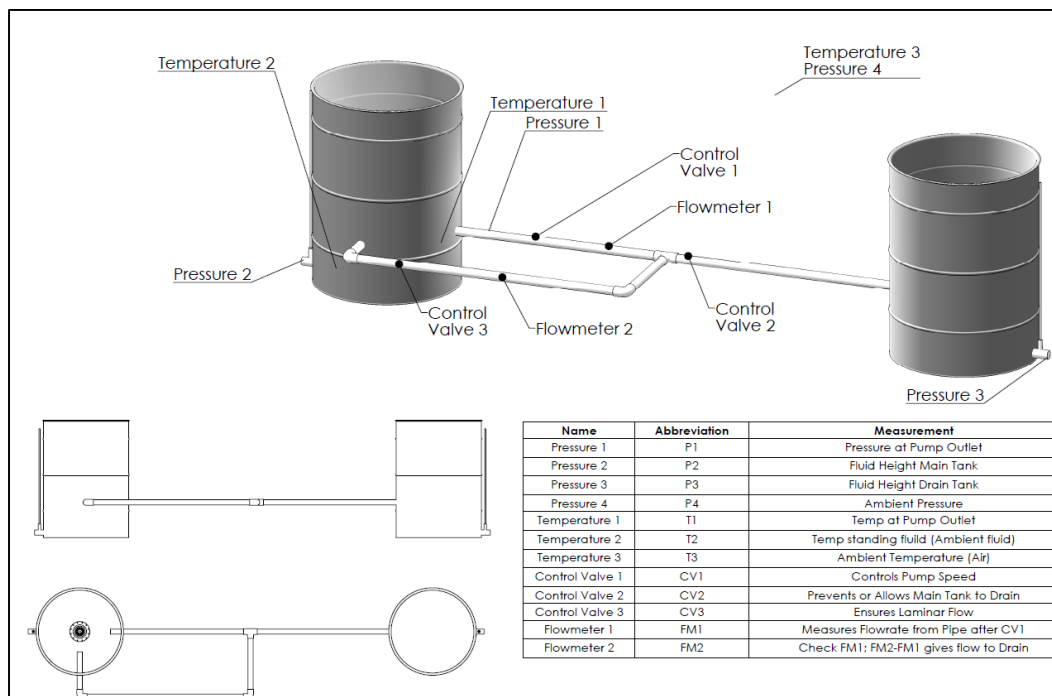 Temperature 3
Pressure 4
Temperature 2
Temperature 1
Pressure 1
Control
Valve 1
Flowmeter 1
Pressure 2
Control
Valve 3
Flowmeter 2
Control
Valve 2
Pressure 3
Name Abbreviation Measurement
Pressure 1 P1 Pressure at Pump Outlet
Pressure 2 P2 Fluid Height Main Tank
Pressure 3 P3 Fluid Height Drain Tank
Pressure 4 P4 Ambient Pressure
Temperature 1 T1 Temp at Pump Outlet
Temperature 2 T2 Temp standing fluild (Ambient fluid)
Temperature 3 T3 Ambient Temperature (Air)
Control Valve 1 CV1 Controls Pump Speed
Control Valve 2 CV2 Prevents or Allows Main Tank to Drain
Control Valve 3 CV3 Ensures Laminar Flow
Flowmeter 1 FM1 Measures Flowrate from Pipe after CV1
Flowmeter 2 FM2 Check FM1; FM2-FM1 gives flow to Drain